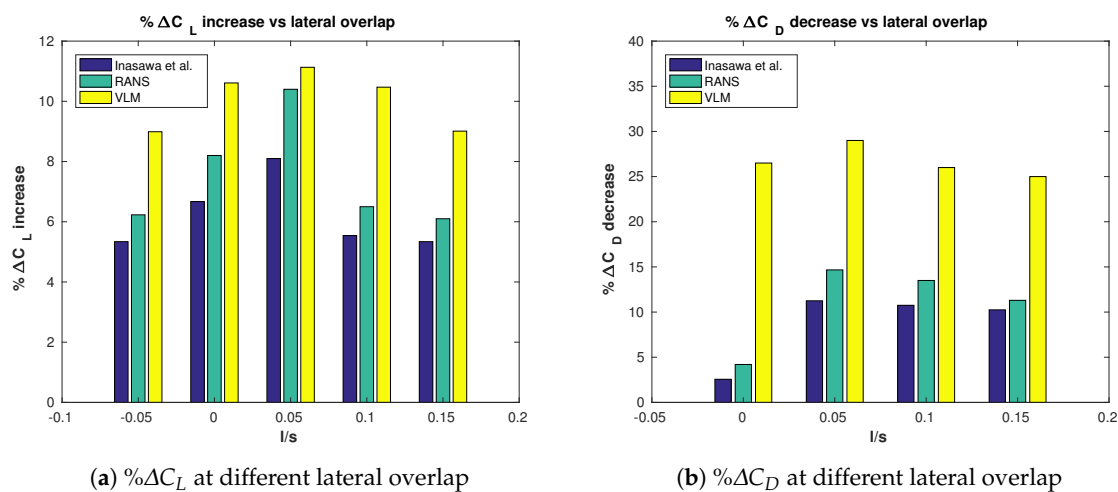 % ΔC L increase vs lateral overlap
12
10
8
6
4
2
0
% ΔC L increase
Inasawa et al.
RANS
VLM
-0.1 -0.05 0 0.05 0.1 0.15 0.2
l/s
(a) %ΔCL at different lateral overlap
% ΔC D decrease vs lateral overlap
40
35
30
25
20
15
10
5
0
% ΔC D decrease
Inasawa et al.
RANS
VLM
-0.05 0 0.05 0.1 0.15 0.2
l/s
(b) %ΔCD at different lateral overlap